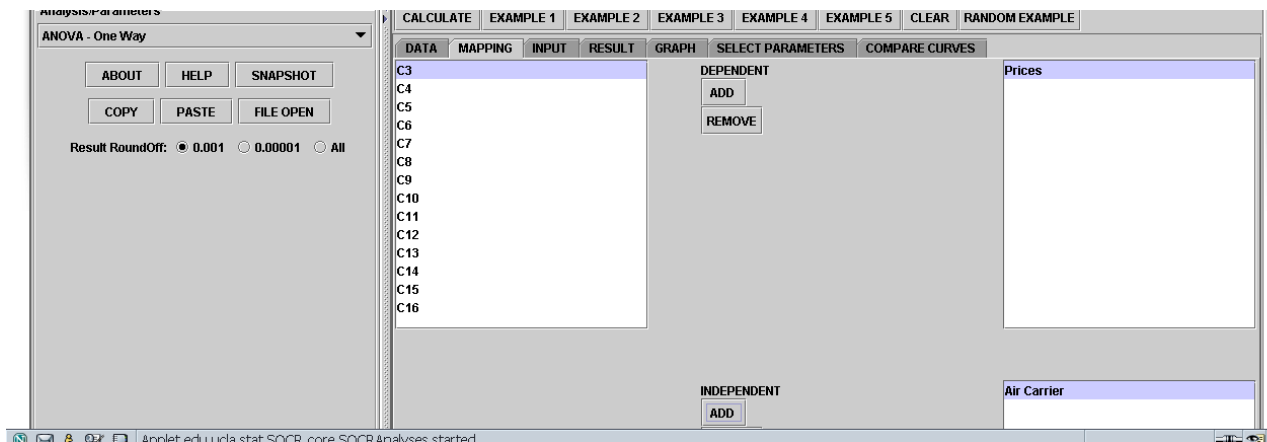 Analysis/Parameters
ANOVA - One Way
ABOUT HELP SNAPSHOT
COPY PASTE FILE OPEN
Result RoundOff: 0.001 0.00001 All
CALCULATE EXAMPLE 1 EXAMPLE 2 EXAMPLE 3 EXAMPLE 4 EXAMPLE 5 CLEAR RANDOM EXAMPLE
DATA MAPPING INPUT RESULT GRAPH SELECT PARAMETERS COMPARE CURVES
C3
C4
C5
C6
C7
C8
C9
C10
C11
C12
C13
C14
C15
C16
DEPENDENT
ADD
REMOVE
Prices
INDEPENDENT
ADD
Air Carrier
Applet edu.ucla.stat.SOCR.core.SOCRAnalyses started